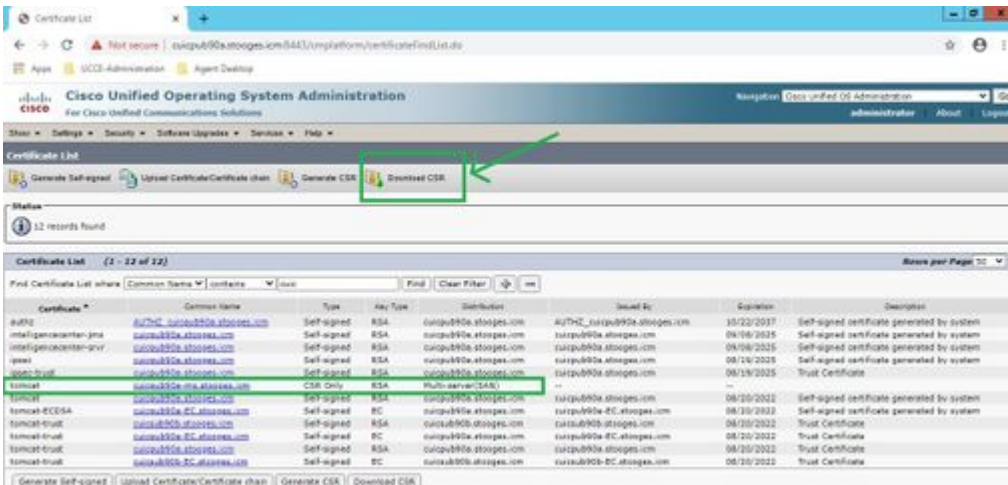 Certificate List
Not secure | cuicpub90a.stooges.icm:8443/cmplatform/certificateFindList.do
Apps UCCE-Administration Agent Desktop
cisco Cisco Unified Operating System Administration
For Cisco Unified Communications Solutions
Navigation Cisco Unified OS Administration Go
administrator About Logout
Show Settings Security Software Upgrades Services Help
Certificate List
Generate Self-signed Upload Certificate/Certificate chain Generate CSR Download CSR
Status
12 records found
Certificate List (1 - 12 of 12) Rows per Page 50
Find Certificate List where Common Name contains Find Clear Filter
Certificate Common Name Type Key Type Distribution Issued By Expiration Description
authz AUTHZ_cuicpub90a.stooges.icm Self-signed RSA cuicpub90a.stooges.icm AUTHZ_cuicpub90a.stooges.icm 10/22/2037 Self-signed certificate generated by system
intelligencecenter-jms cuicpub90a.stooges.icm Self-signed RSA cuicpub90a.stooges.icm cuicpub90a.stooges.icm 09/08/2025 Self-signed certificate generated by system
intelligencecenter-srvr cuicpub90a.stooges.icm Self-signed RSA cuicpub90a.stooges.icm cuicpub90a.stooges.icm 09/08/2025 Self-signed certificate generated by system
ipsec cuicpub90a.stooges.icm Self-signed RSA cuicpub90a.stooges.icm cuicpub90a.stooges.icm 08/19/2025 Self-signed certificate generated by system
ipsec-trust cuicpub90a.stooges.icm Self-signed RSA cuicpub90a.stooges.icm cuicpub90a.stooges.icm 08/19/2025 Trust Certificate
tomcat cuicpub90a-ms.stooges.icm CSR Only RSA Multi-server(SAN) -- --
tomcat cuicpub90a.stooges.icm Self-signed RSA cuicpub90a.stooges.icm cuicpub90a.stooges.icm 08/20/2022 Self-signed certificate generated by system
tomcat-ECDSA cuicpub90a-EC.stooges.icm Self-signed EC cuicpub90a.stooges.icm cuicpub90a-EC.stooges.icm 08/20/2022 Self-signed certificate generated by system
tomcat-trust cuicsub90b.stooges.icm Self-signed RSA cuicsub90b.stooges.icm cuicsub90b.stooges.icm 08/20/2022 Trust Certificate
tomcat-trust cuicpub90a-EC.stooges.icm Self-signed EC cuicpub90a.stooges.icm cuicpub90a-EC.stooges.icm 08/20/2022 Trust Certificate
tomcat-trust cuicpub90a.stooges.icm Self-signed RSA cuicpub90a.stooges.icm cuicpub90a.stooges.icm 08/20/2022 Trust Certificate
tomcat-trust cuicsub90b-EC.stooges.icm Self-signed EC cuicsub90b.stooges.icm cuicsub90b-EC.stooges.icm 08/20/2022 Trust Certificate
Generate Self-signed Upload Certificate/Certificate chain Generate CSR Download CSR